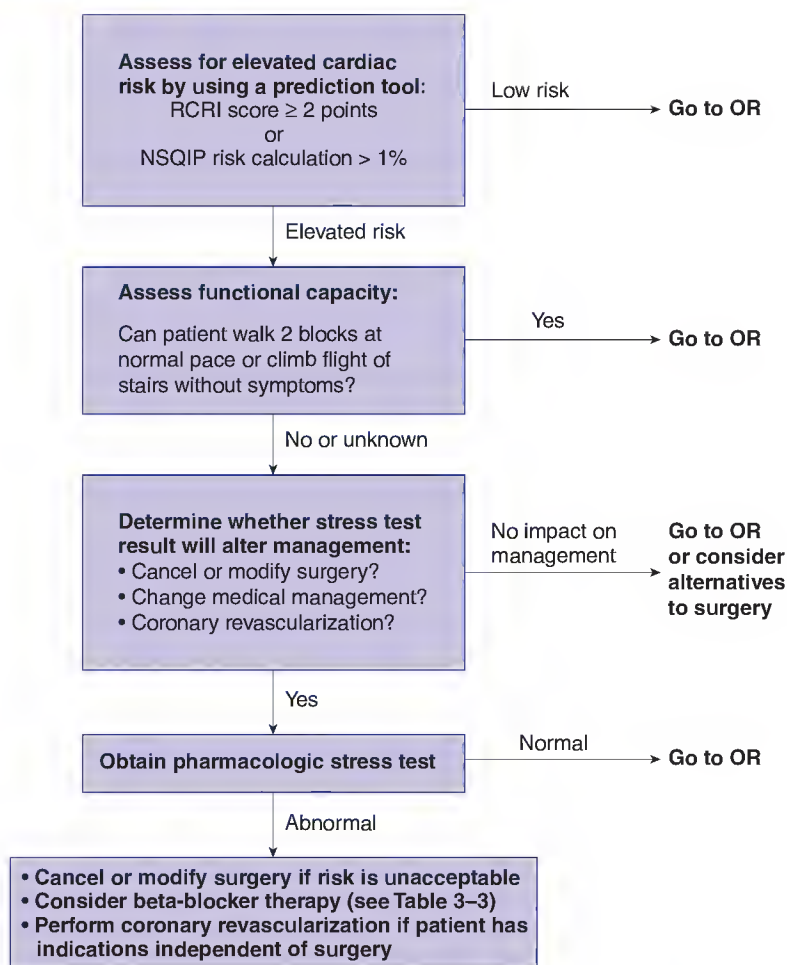 Assess for elevated cardiac
risk by using a prediction tool:
RCRI score ≥ 2 points
or
NSQIP risk calculation > 1%
Low risk
Go to OR
Elevated risk
Assess functional capacity:
Can patient walk 2 blocks at
normal pace or climb flight of
stairs without symptoms?
Yes
Go to OR
No or unknown
Determine whether stress test
result will alter management:
• Cancel or modify surgery?
• Change medical management?
• Coronary revascularization?
No impact on
management
Go to OR
or consider
alternatives
to surgery
Yes
Obtain pharmacologic stress test
Normal
Go to OR
Abnormal
• Cancel or modify surgery if risk is unacceptable
• Consider beta-blocker therapy (see Table 3–3)
• Perform coronary revascularization if patient has
indications independent of surgery